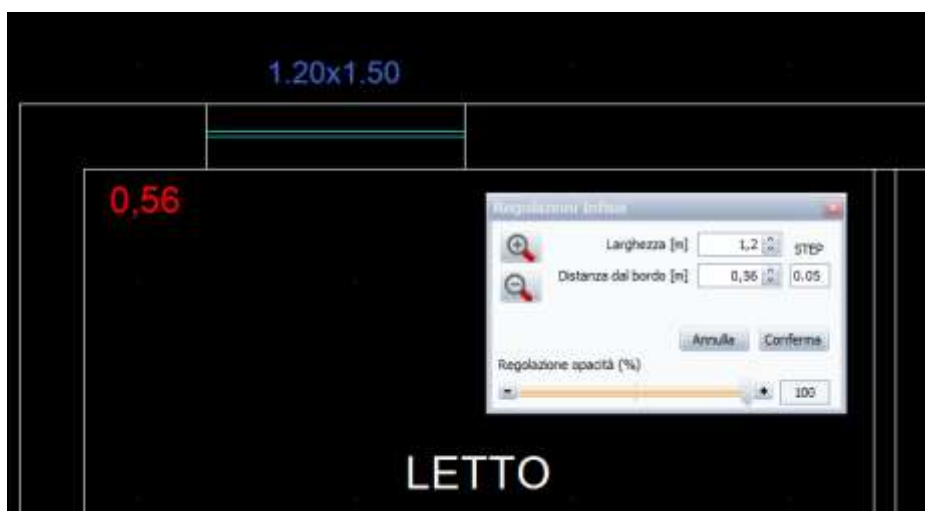 1.20x1.50
0,56
Regolazioni Infissi
Larghezza [m] 1,2 STEP
Distanza dal bordo [m] 0,56 0.05
Annulla Conferma
Regolazione opacità (%)
- + 100
LETTO